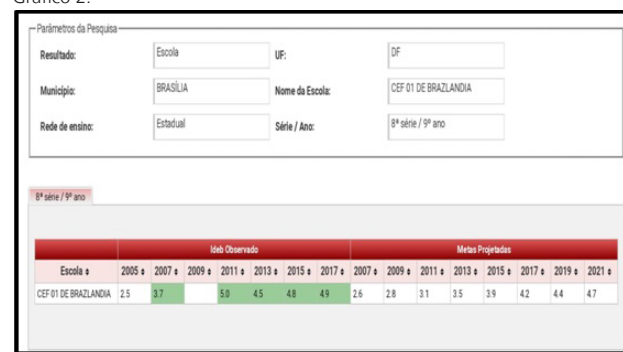 Gráfico 2:
Parâmetros da Pesquisa
Resultado: Escola UF: DF
Município: BRASÍLIA Nome da Escola: CEF 01 DE BRAZLANDIA
Rede de ensino: Estadual Série / Ano: 8ª série / 9º ano
8ª série / 9º ano
Ideb Observado Metas Projetadas
Escola 2005 2007 2009 2011 2013 2015 2017 2007 2009 2011 2013 2015 2017 2019 2021
CEF 01 DE BRAZLANDIA 2.5 3.7 5.0 4.5 4.8 4.9 2.6 2.8 3.1 3.5 3.9 4.2 4.4 4.7